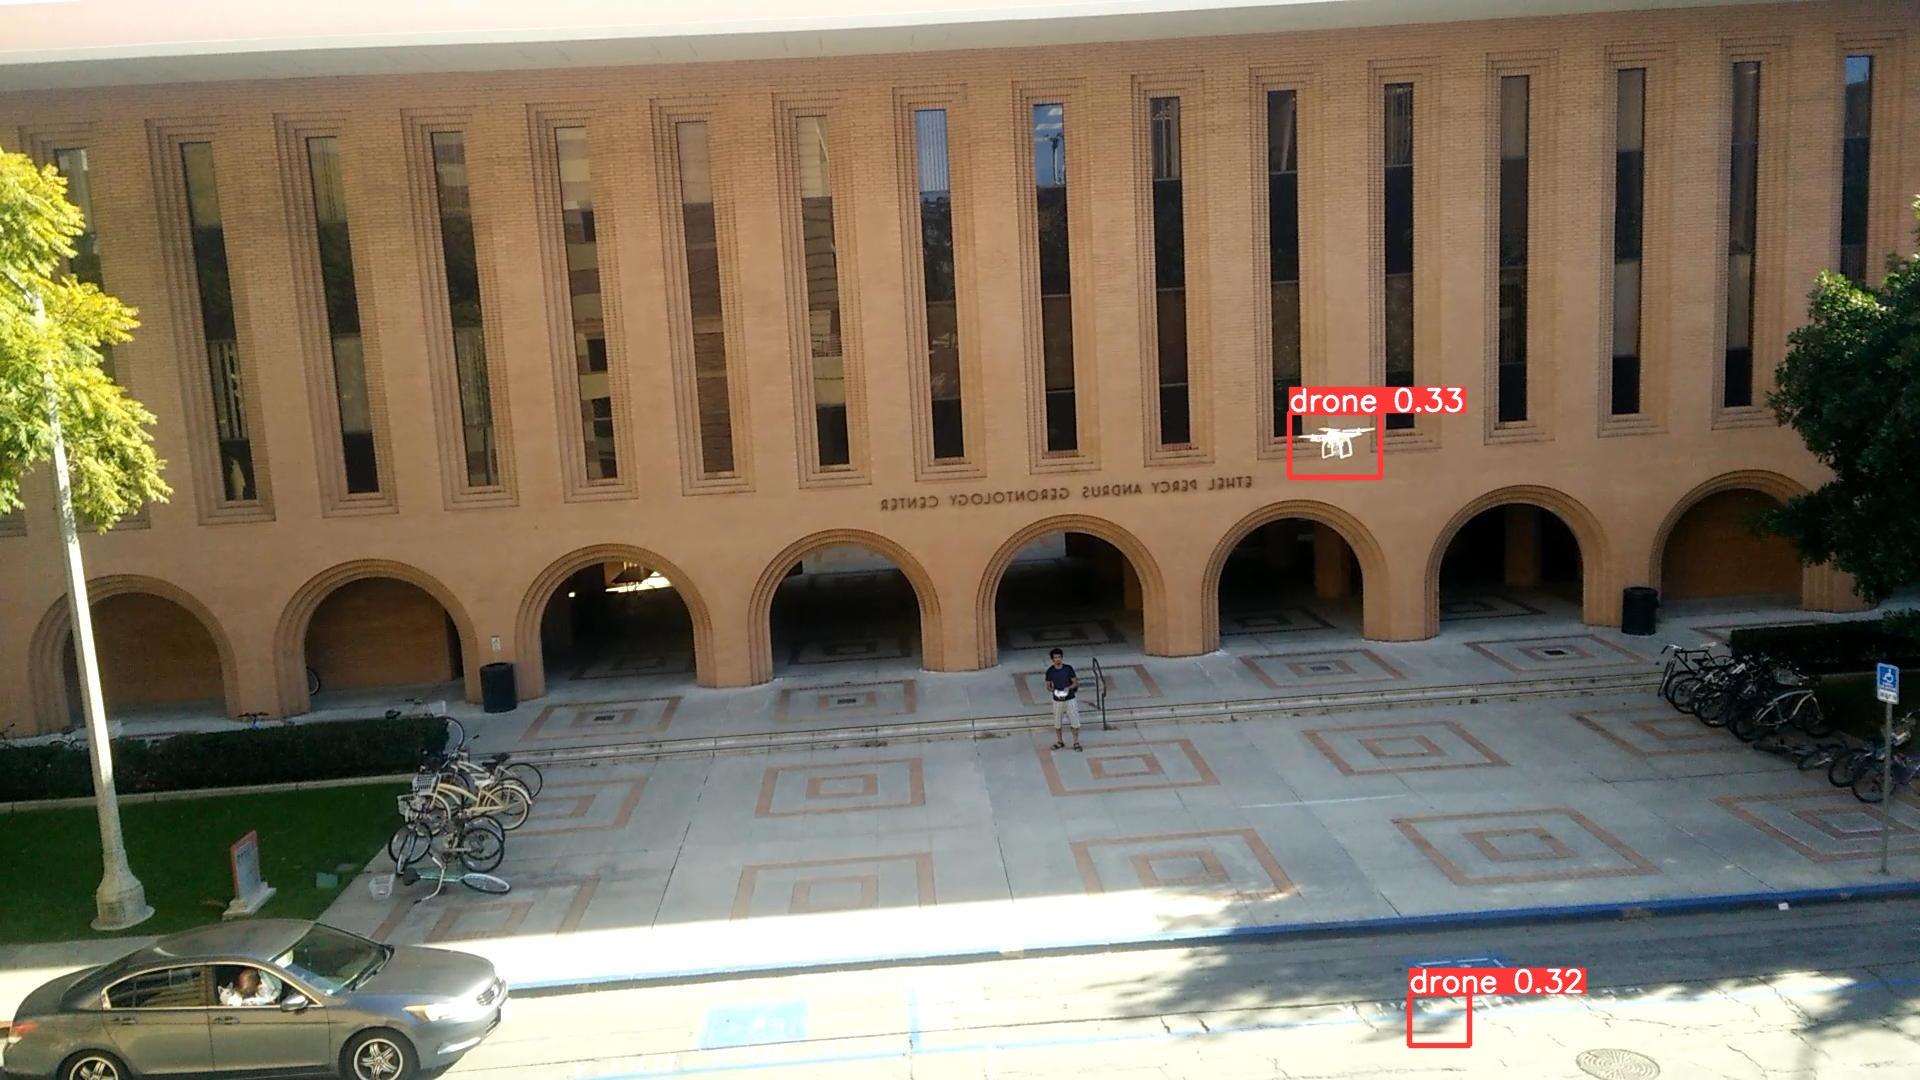 drone 0.33
ETHEL PERCY ANDRUS GERONTOLOGY CENTER
drone 0.32